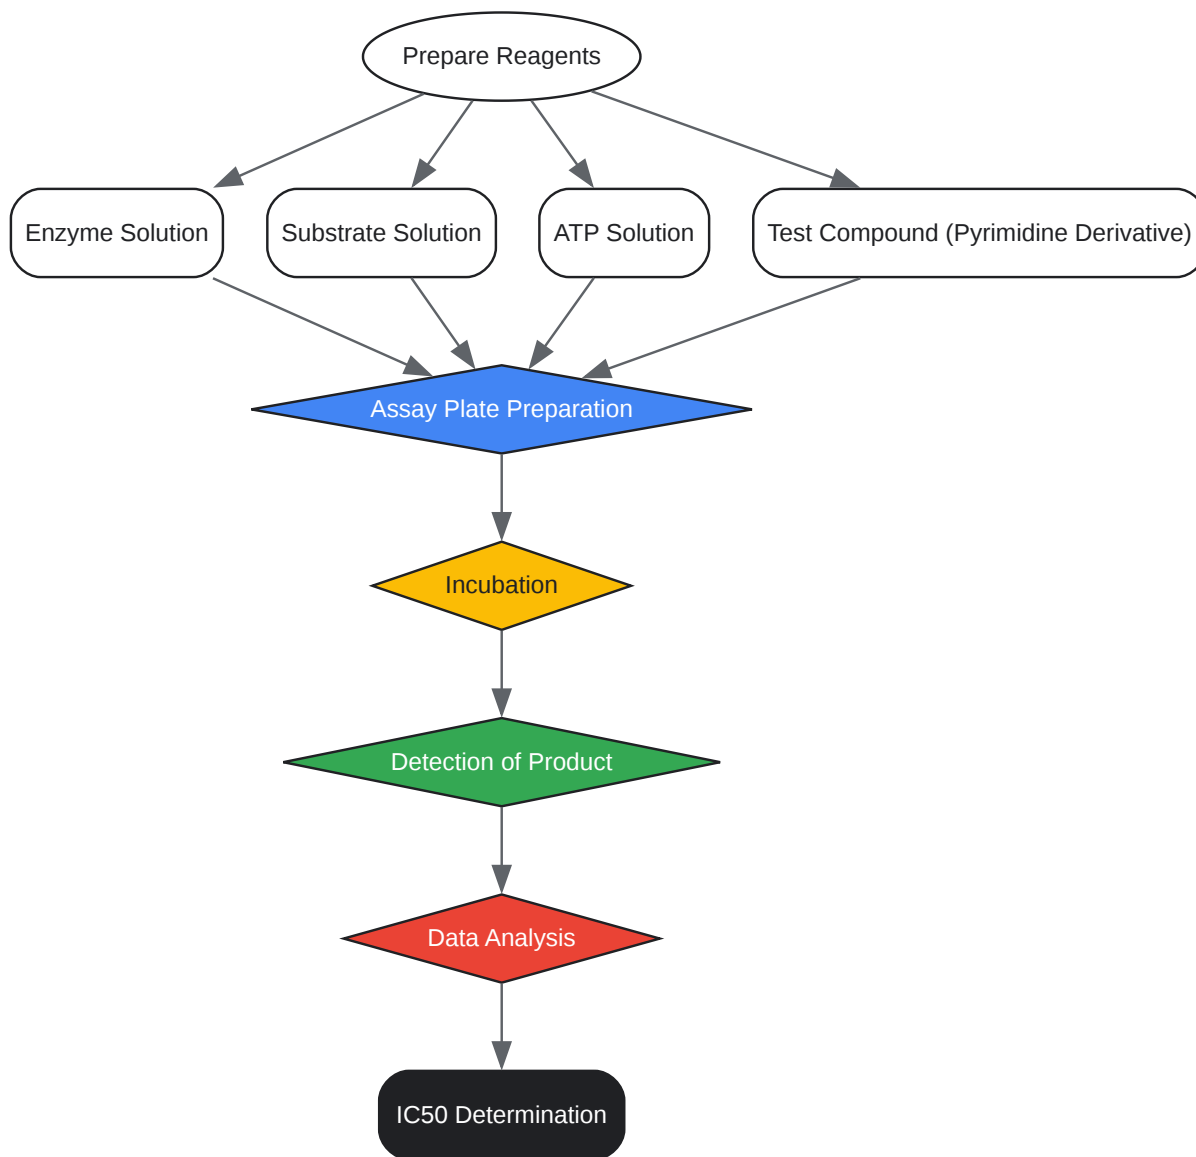 Prepare Reagents
Enzyme Solution
Substrate Solution
ATP Solution
Test Compound (Pyrimidine Derivative)
Assay Plate Preparation
Incubation
Detection of Product
Data Analysis
IC50 Determination